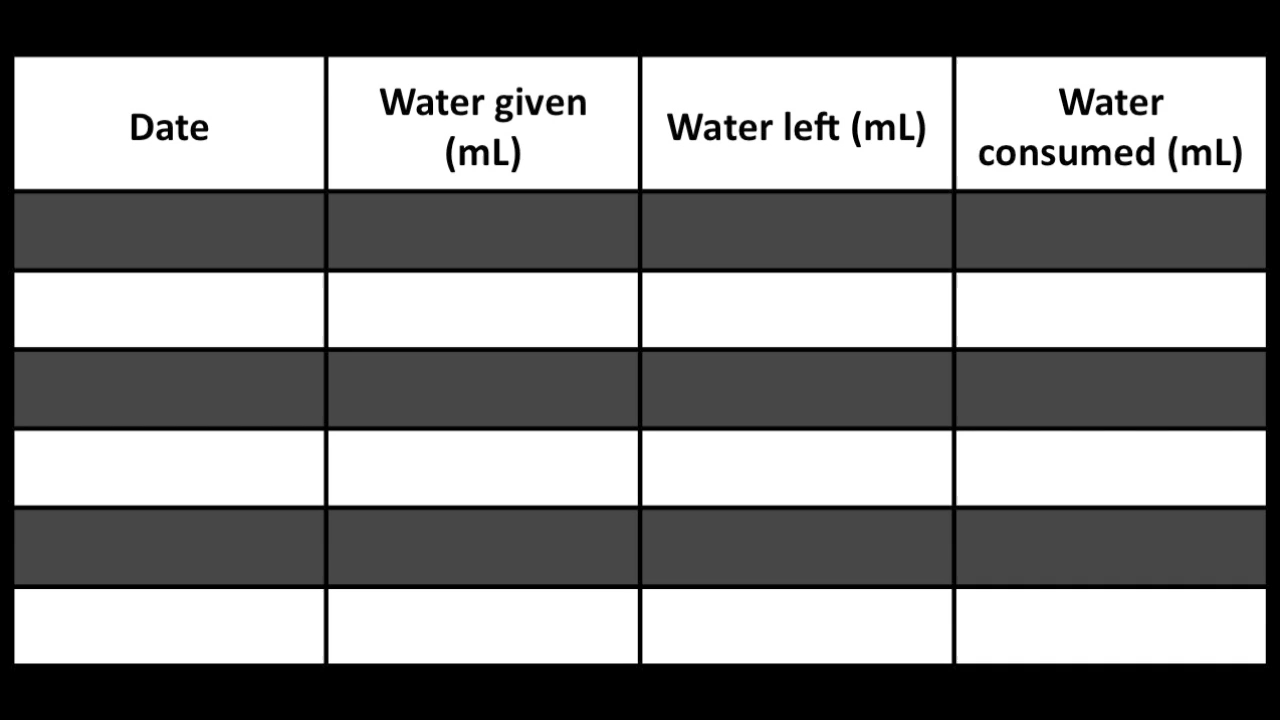 Date
Water given
(mL)
Water left (mL)
Water
consumed (mL)